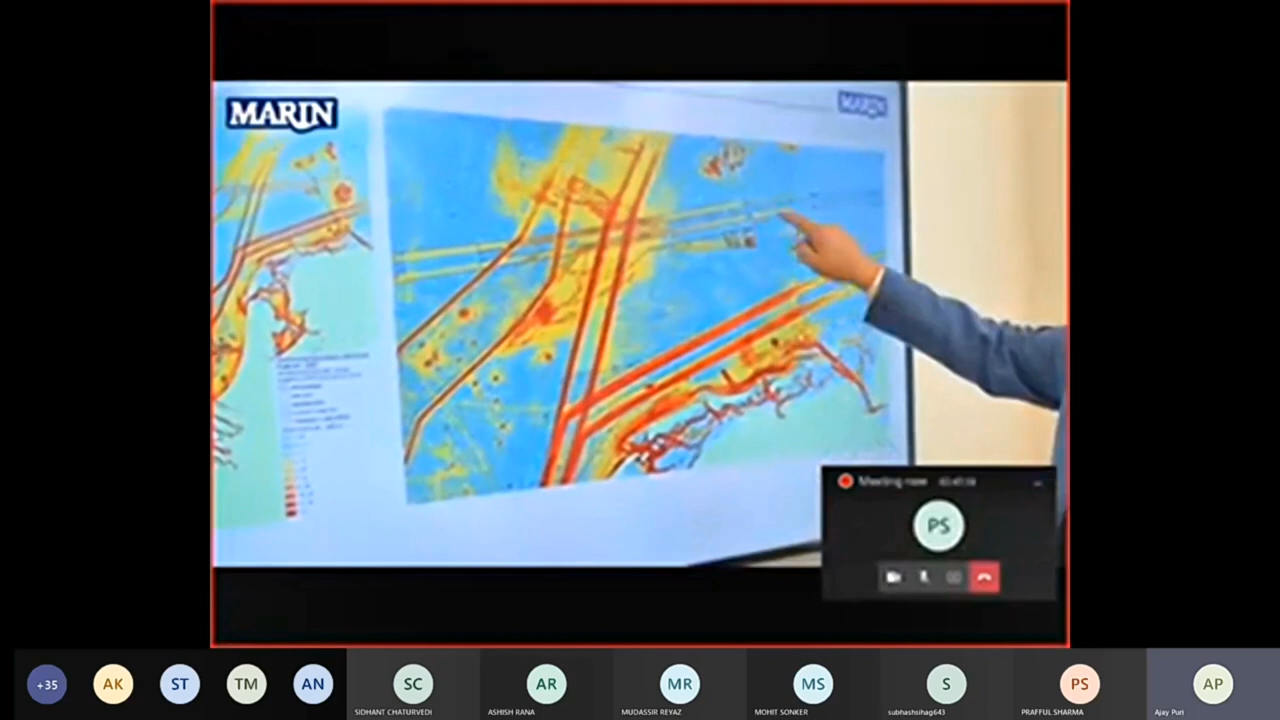 MARIN
MARIN
Meeting now
PS
+35
AK
ST
TM
AN
SC
AR
MR
MS
S
PS
AP
SIDHANT CHATURVEDI
ASHISH RANA
MUDASSIR REYAZ
MOHIT SONKER
subhashsihag643
PRAFFUL SHARMA
Ajay Puri